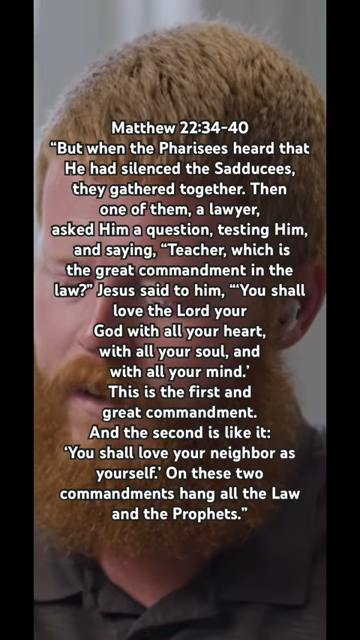 Matthew 22:34-40
“But when the Pharisees heard that
He had silenced the Sadducees,
they gathered together. Then
one of them, a lawyer,
asked Him a question, testing Him,
and saying, “Teacher, which is
the great commandment in the
law?” Jesus said to him, “‘You shall
love the Lord your
God with all your heart,
with all your soul, and
with all your mind.’
This is the first and
great commandment.
And the second is like it:
‘You shall love your neighbor as
yourself.’ On these two
commandments hang all the Law
and the Prophets.”